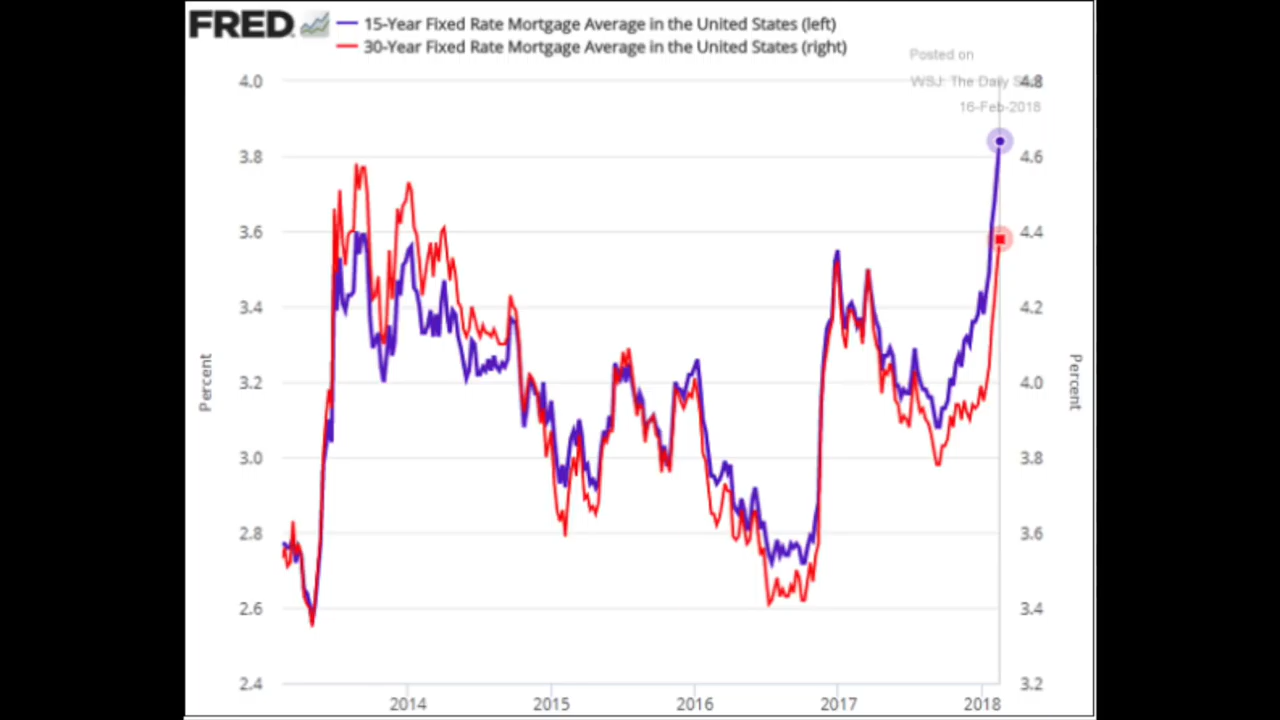 FRED
15-Year Fixed Rate Mortgage Average in the United States (left)
30-Year Fixed Rate Mortgage Average in the United States (right)
Posted on
WSJ: The Daily
16-Feb-2018
4.0 4.8
3.8 4.6
3.6 4.4
3.4 4.2
3.2 4.0
3.0 3.8
2.8 3.6
2.6 3.4
2.4 3.2
Percent
Percent
2014 2015 2016 2017 2018